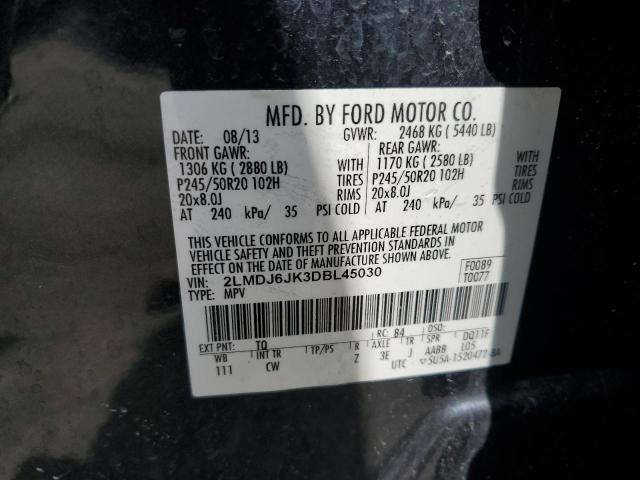 MFD. BY FORD MOTOR CO.
DATE: 08/13 GVWR: 2468 KG ( 5440 LB)
FRONT GAWR: REAR GAWR:
1306 KG ( 2880 LB) WITH 1170 KG ( 2580 LB) WITH
P245/50R20 102H TIRES P245/50R20 102H TIRES
20x8.0J RIMS 20x8.0J RIMS
AT 240 kPa/ 35 PSI COLD AT 240 kPa/ 35 PSI COLD
THIS VEHICLE CONFORMS TO ALL APPLICABLE FEDERAL MOTOR
VEHICLE SAFETY AND THEFT PREVENTION STANDARDS IN
EFFECT ON THE DATE OF MANUFACTURE SHOWN ABOVE.
VIN: 2LMDJ6JK3DBL45030 F0089
TYPE: MPV T0077
EXT PNT: TQ RC: 84 DSO:
WB INT TR TP/PS R AXLE TR SPR DQ11F
111 CW Z 3E J AABB L05
UTC 5U5A-1520472-BA